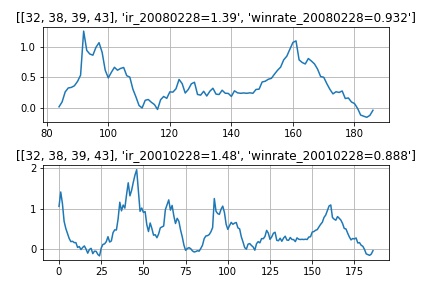 [[32, 38, 39, 43], 'ir_20080228=1.39', 'winrate_20080228=0.932']
1.0
0.5
0.0
80 100 120 140 160 180
[[32, 38, 39, 43], 'ir_20010228=1.48', 'winrate_20010228=0.888']
2
1
0
0 25 50 75 100 125 150 175